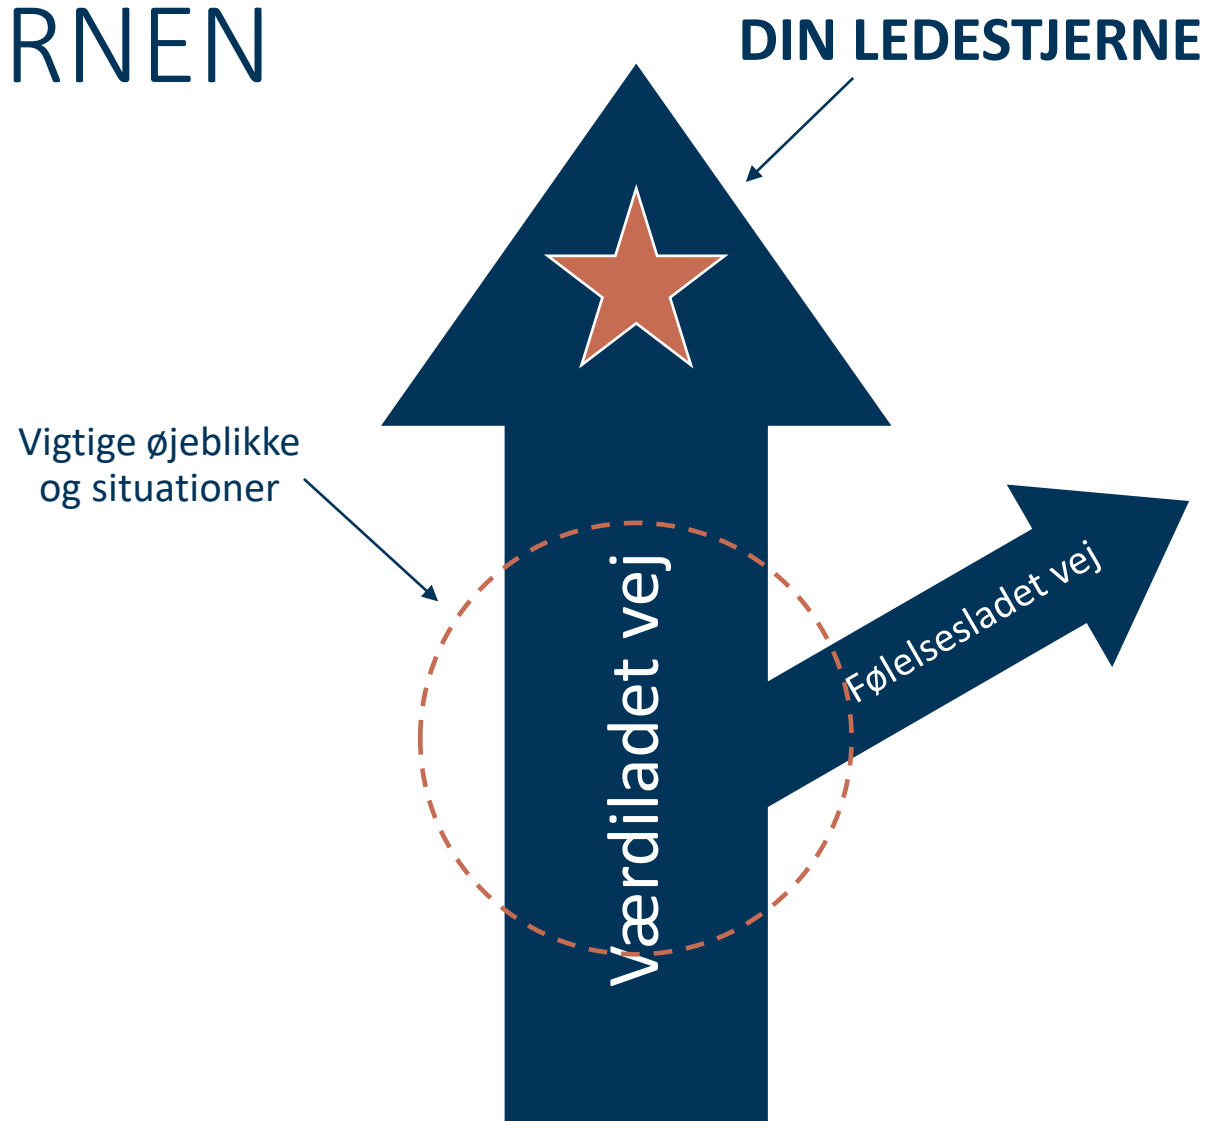 RNEN
DIN LEDESTJERNE
Vigtige øjeblikke
og situationer
Værdiladet vej
Følelsesladet vej